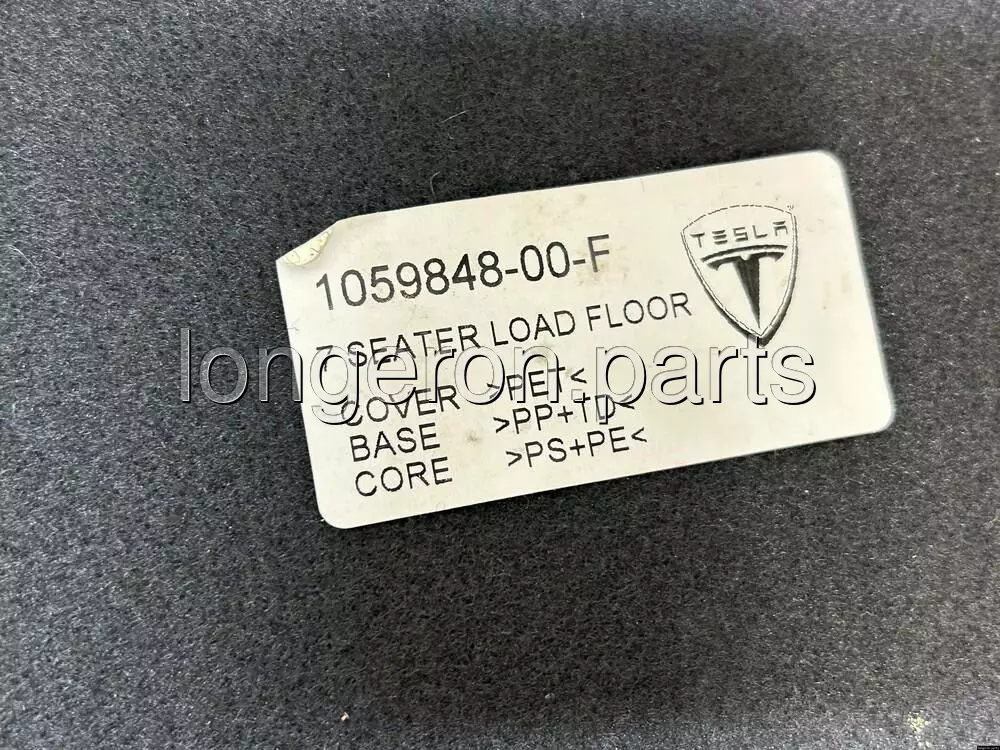 1059848-00-F
TESLA
7 SEATER LOAD FLOOR
COVER >PET<
BASE >PP+TD<
CORE >PS+PE<
longeron.parts